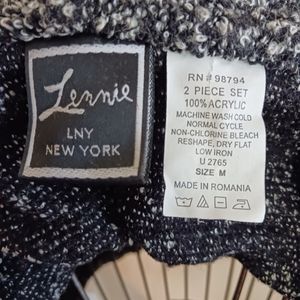 Lennie
LNY
NEW YORK
RN # 98794
2 PIECE SET
100% ACRYLIC
MACHINE WASH COLD
NORMAL CYCLE
NON-CHLORINE BLEACH
RESHAPE, DRY FLAT
LOW IRON
U 2765
SIZE M
MADE IN ROMANIA